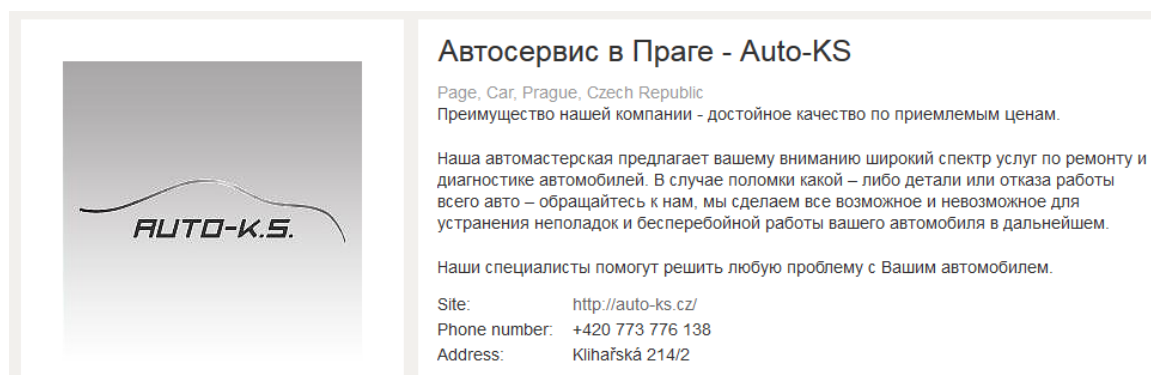 AUTO-K.S.
Автосервис в Праге - Auto-KS
Page, Car, Prague, Czech Republic
Преимущество нашей компании - достойное качество по приемлемым ценам.
Наша автомастерская предлагает вашему вниманию широкий спектр услуг по ремонту и
диагностике автомобилей. В случае поломки какой – либо детали или отказа работы
всего авто – обращайтесь к нам, мы сделаем все возможное и невозможное для
устранения неполадок и бесперебойной работы вашего автомобиля в дальнейшем.
Наши специалисты помогут решить любую проблему с Вашим автомобилем.
Site: http://auto-ks.cz/
Phone number: +420 773 776 138
Address: Klihařská 214/2